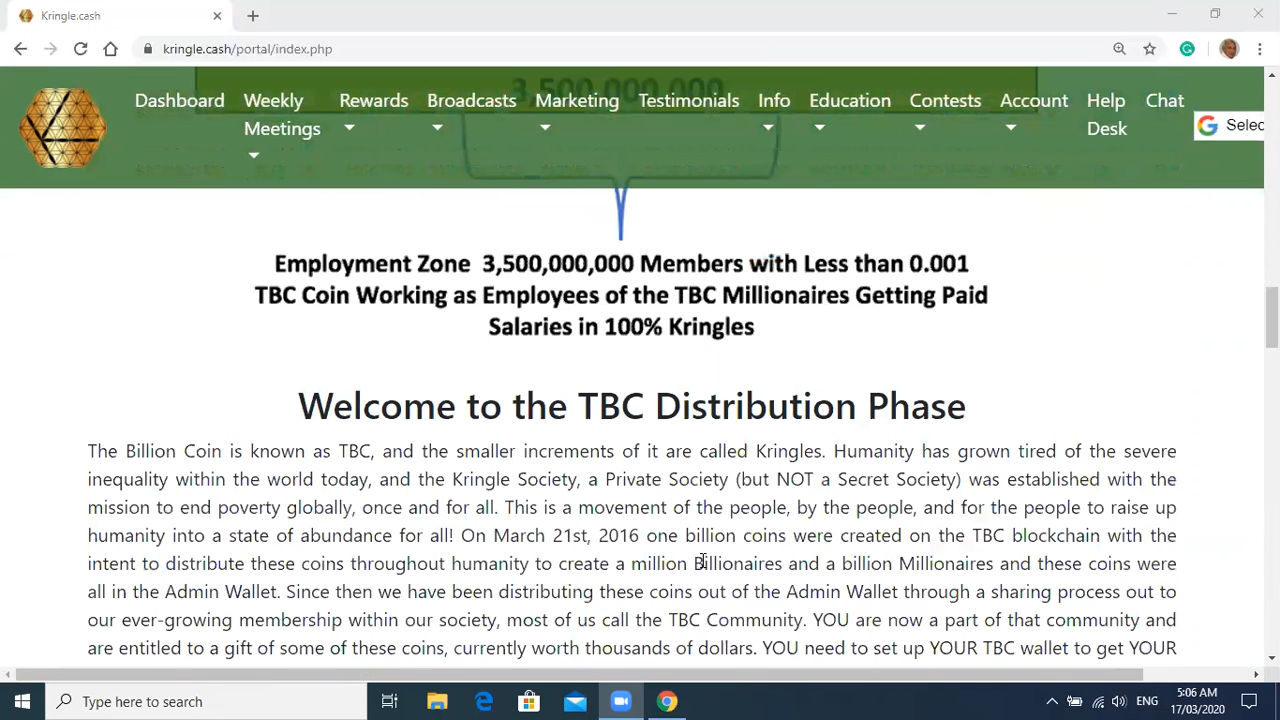 Kringle.cash
kringle.cash/portal/index.php
3,500,000,000
Dashboard
Weekly Meetings
Rewards
Broadcasts
Marketing
Testimonials
Info
Education
Contests
Account
Help Desk
Chat
Selec
Employment Zone 3,500,000,000 Members with Less than 0.001
TBC Coin Working as Employees of the TBC Millionaires Getting Paid
Salaries in 100% Kringles
Welcome to the TBC Distribution Phase
The Billion Coin is known as TBC, and the smaller increments of it are called Kringles. Humanity has grown tired of the severe
inequality within the world today, and the Kringle Society, a Private Society (but NOT a Secret Society) was established with the
mission to end poverty globally, once and for all. This is a movement of the people, by the people, and for the people to raise up
humanity into a state of abundance for all! On March 21st, 2016 one billion coins were created on the TBC blockchain with the
intent to distribute these coins throughout humanity to create a million Billionaires and a billion Millionaires and these coins were
all in the Admin Wallet. Since then we have been distributing these coins out of the Admin Wallet through a sharing process out to
our ever-growing membership within our society, most of us call the TBC Community. YOU are now a part of that community and
are entitled to a gift of some of these coins, currently worth thousands of dollars. YOU need to set up YOUR TBC wallet to get YOUR
Type here to search
ENG
5:06 AM
17/03/2020